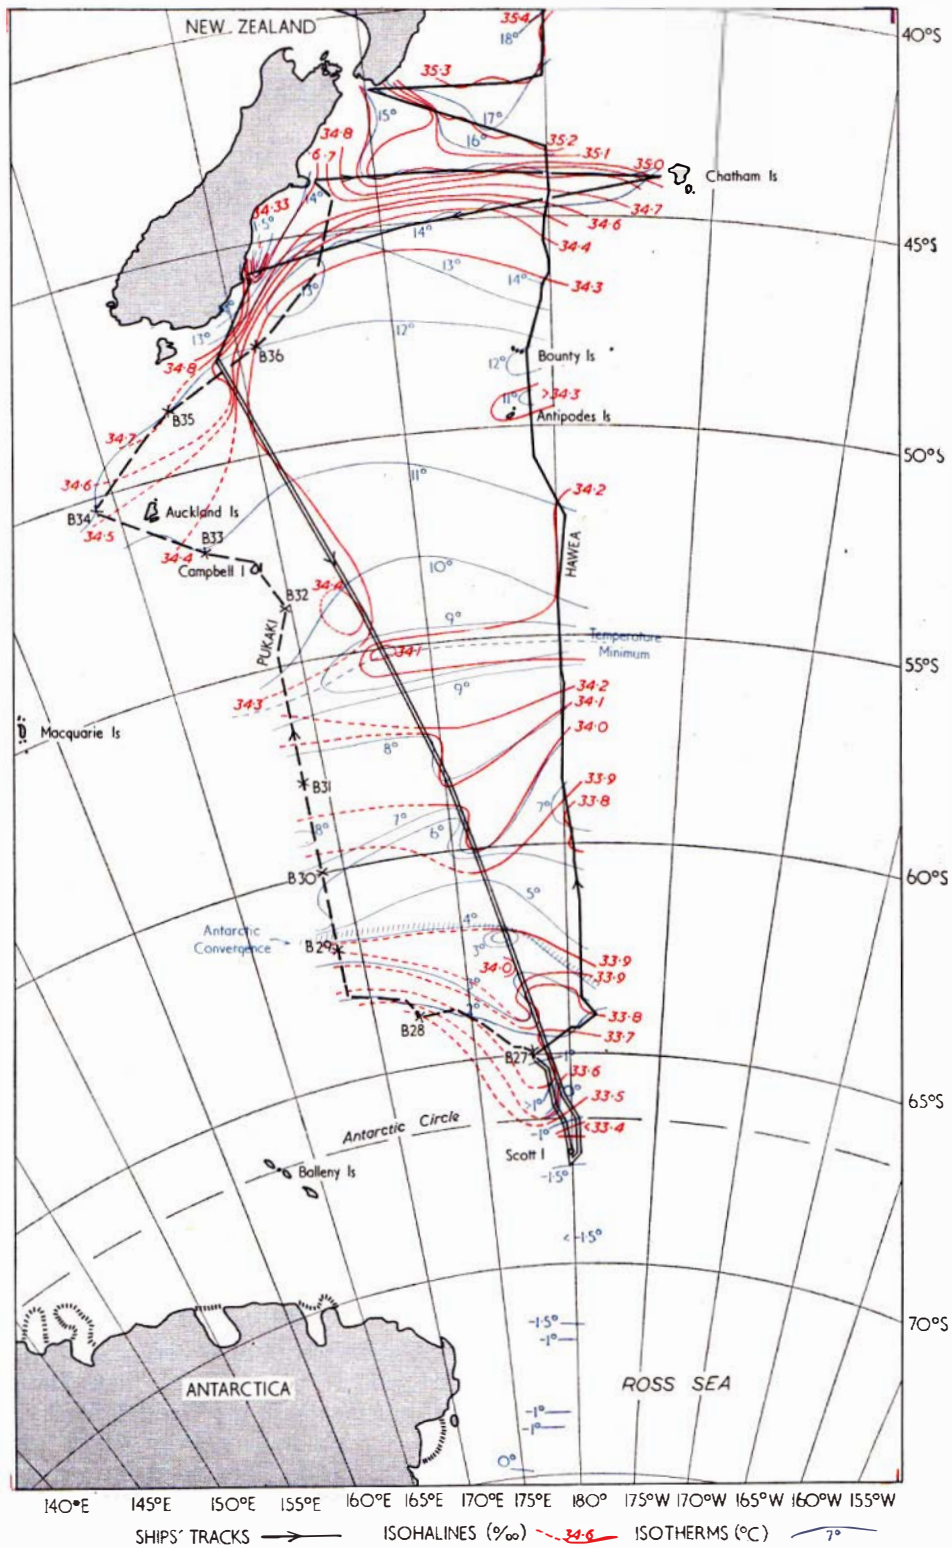 35.4
NEW ZEALAND
18°
40°S
35.3
15°
17°
34.8
16°
35.2
35.1
35.0
.6 .7
Chatham Is
14°
34.7
34.33
34.6
14°
34.4
45°S
13°
14°
34.3
13°
12°
13°
B36
12°
Bounty Is
34.8
11°
>34.3
B35
Antipodes Is
34.7
50°S
11°
34.6
34.2
B34
Auckland Is
34.5
B33
34.4
HAWEA
Campbell I
10°
34.4
B32
9°
Temperature
Minimum
PUKAKI
34.1
55°S
9°
34.2
34.3
34.1
34.0
Macquarie Is
8°
33.9
B31
33.8
7°
7°
8°
6°
B30
60°S
5°
4°
Antarctic
Convergence
B29
3°
33.9
34.0
33.9
3°
2°
33.8
B28
33.7
B27
-1°
33.6
0°
33.5
65°S
-1°
<33.4
Antarctic Circle
Scott I
-1.5°
Balleny Is
<-1.5°
-1.5°
-1°
70°S
ANTARCTICA
ROSS SEA
-1°
-1°
0°
140°E 145°E 150°E 155°E 160°E 165°E 170°E 175°E 180° 175°W 170°W 165°W 160°W 155°W
SHIPS' TRACKS ISOHALINES (‰) 34.6 ISOTHERMS (°C) 7°